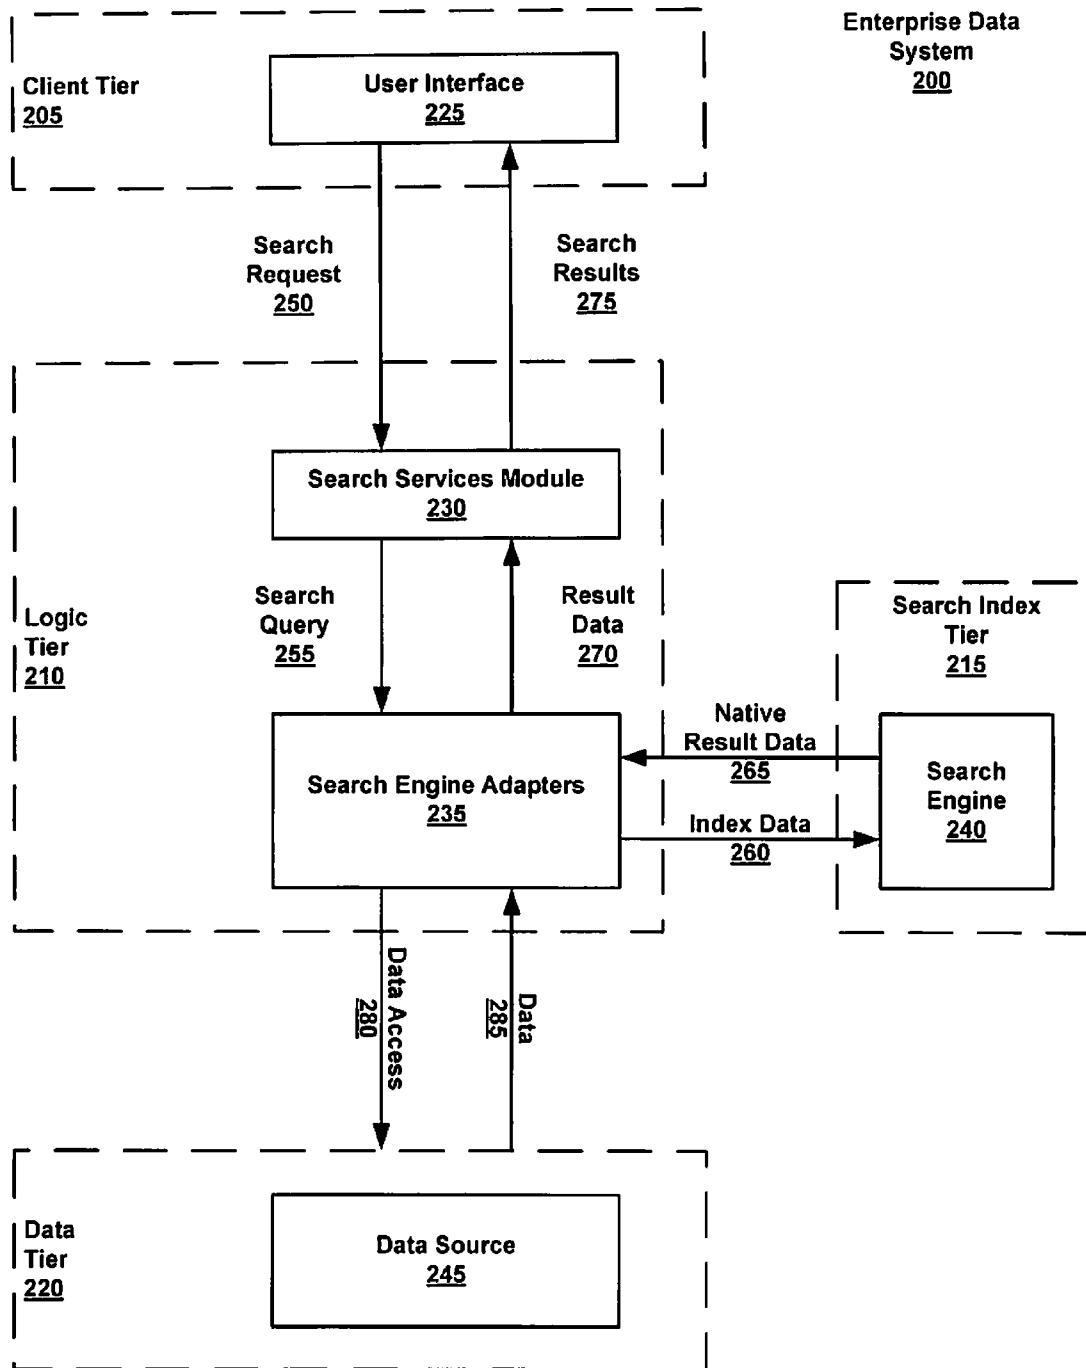 Enterprise Data
System
200
Client Tier
205
User Interface
225
Search
Request
250
Search
Results
275
Search Services Module
230
Logic
Tier
210
Search
Query
255
Result
Data
270
Search Index
Tier
215
Search Engine Adapters
235
Native
Result Data
265
Index Data
260
Search
Engine
240
Data Access
280
Data
285
Data
Tier
220
Data Source
245